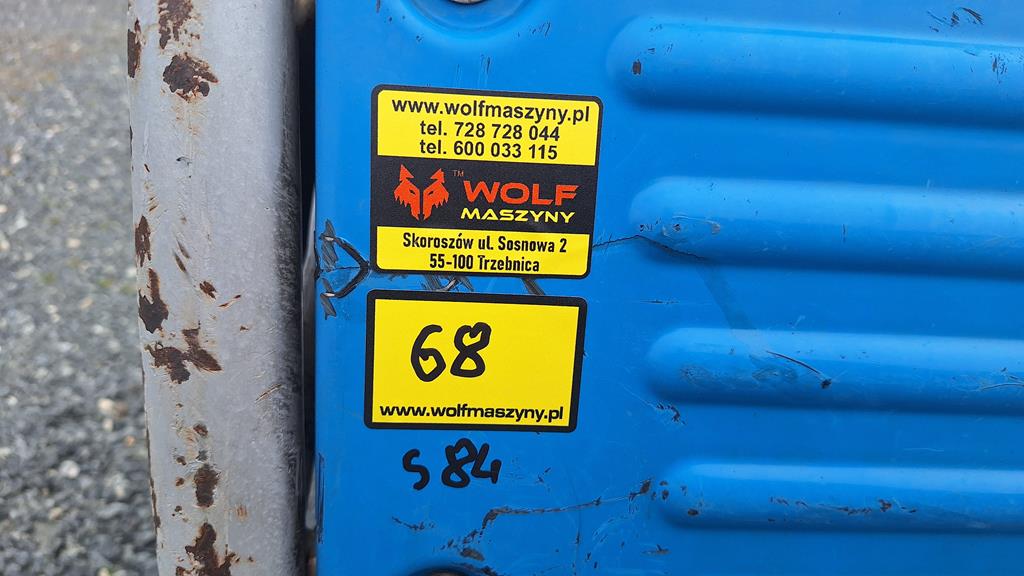 www.wolfmaszyny.pl
tel. 728 728 044
tel. 600 033 115
WOLF™
MASZYNY
Skoroszów ul. Sosnowa 2
55-100 Trzebnica
68
www.wolfmaszyny.pl
S84